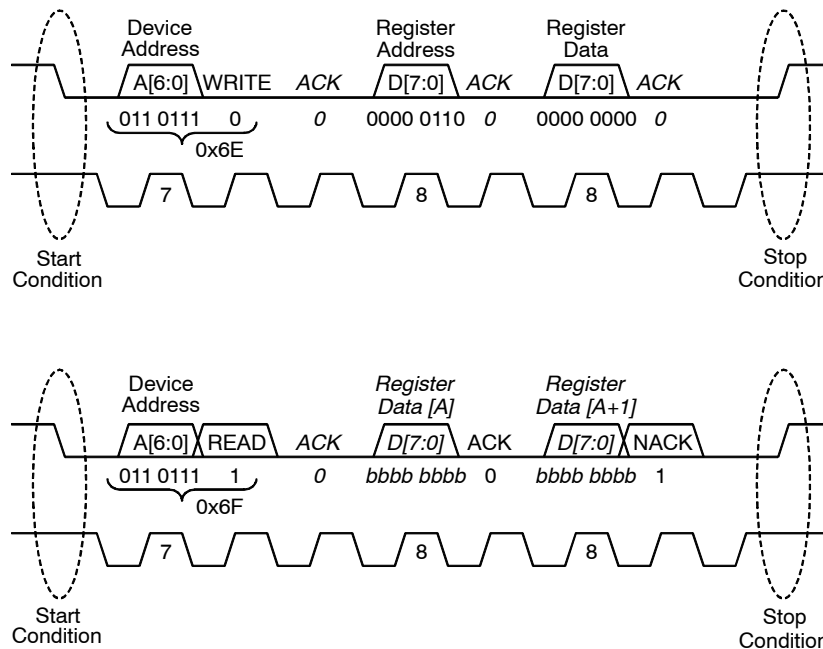 Device Address
Register Address
Register Data
A[6:0] WRITE ACK D[7:0] ACK D[7:0] ACK
011 0111 0 0 0000 0110 0 0000 0000 0
0x6E
7 8 8
Start Condition
Stop Condition
Device Address
Register Data [A]
Register Data [A+1]
A[6:0] READ ACK D[7:0] ACK D[7:0] NACK
011 0111 1 0 bbbb bbbb 0 bbbb bbbb 1
0x6F
7 8 8
Start Condition
Stop Condition